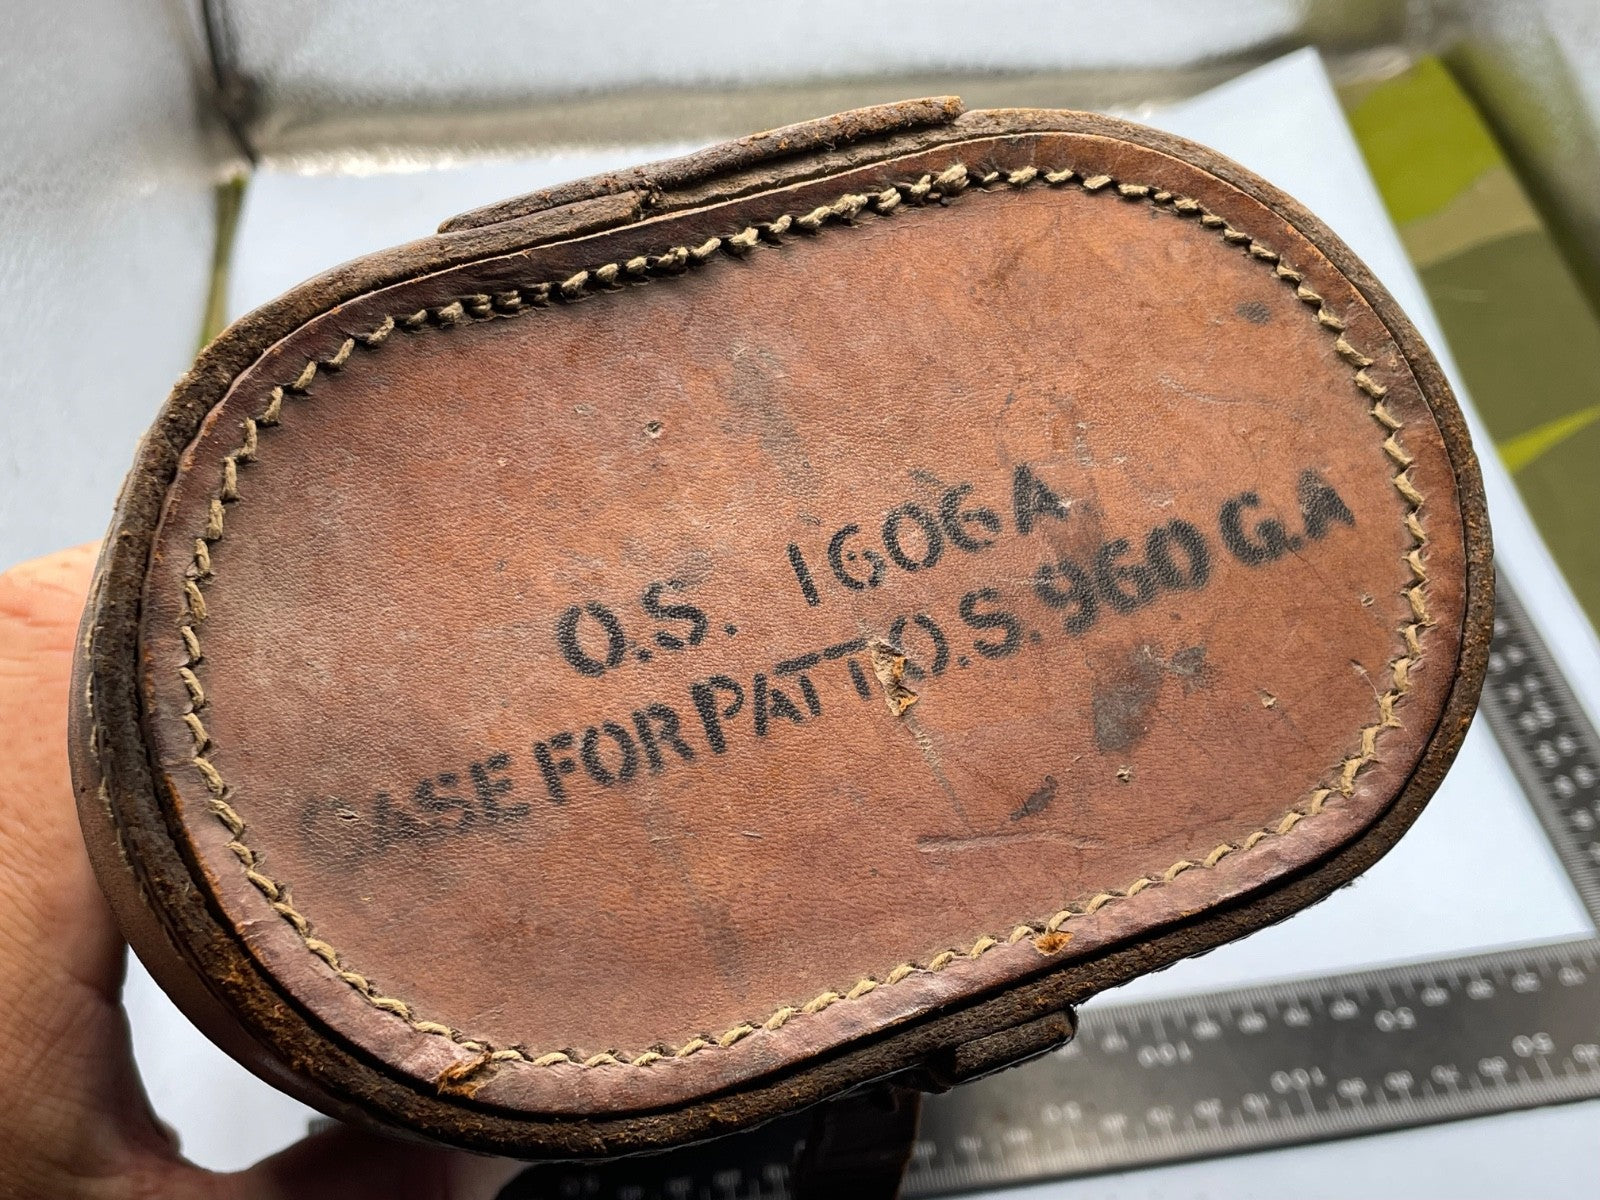 O.S. 1606A
CASE FOR PATT O.S. 960 G.A